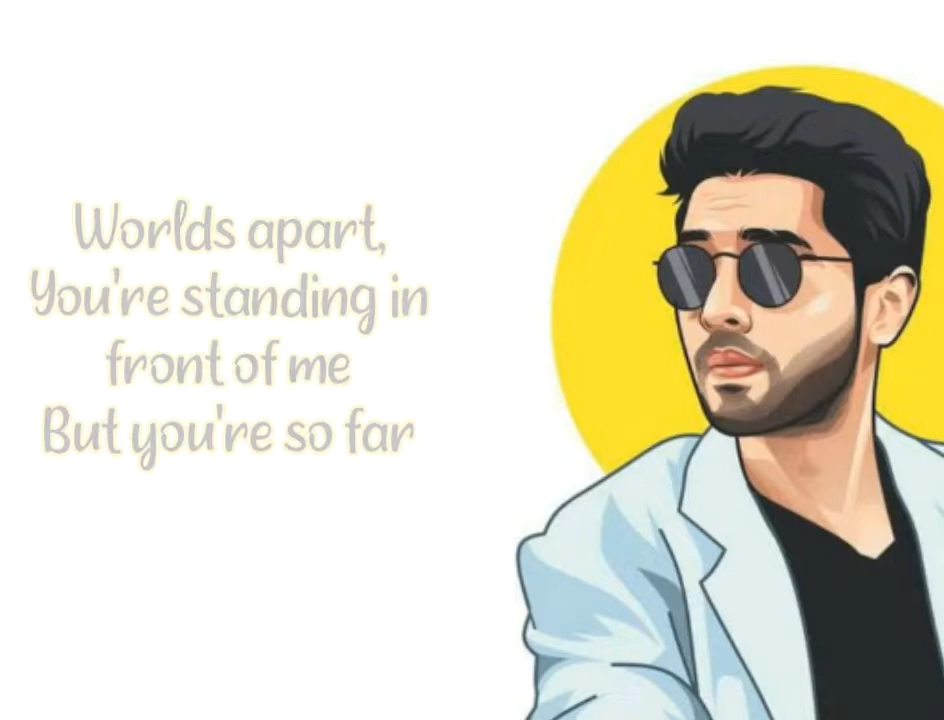 Worlds apart,
You're standing in
front of me
But you're so far